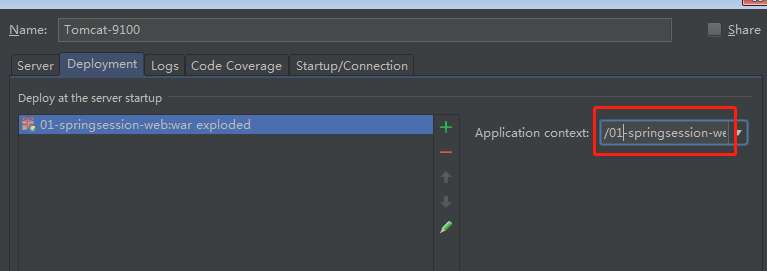 Name: Tomcat-9100 Share
Server Deployment Logs Code Coverage Startup/Connection
Deploy at the server startup
01-springsession-web:war exploded
Application context: /01-springsession-we